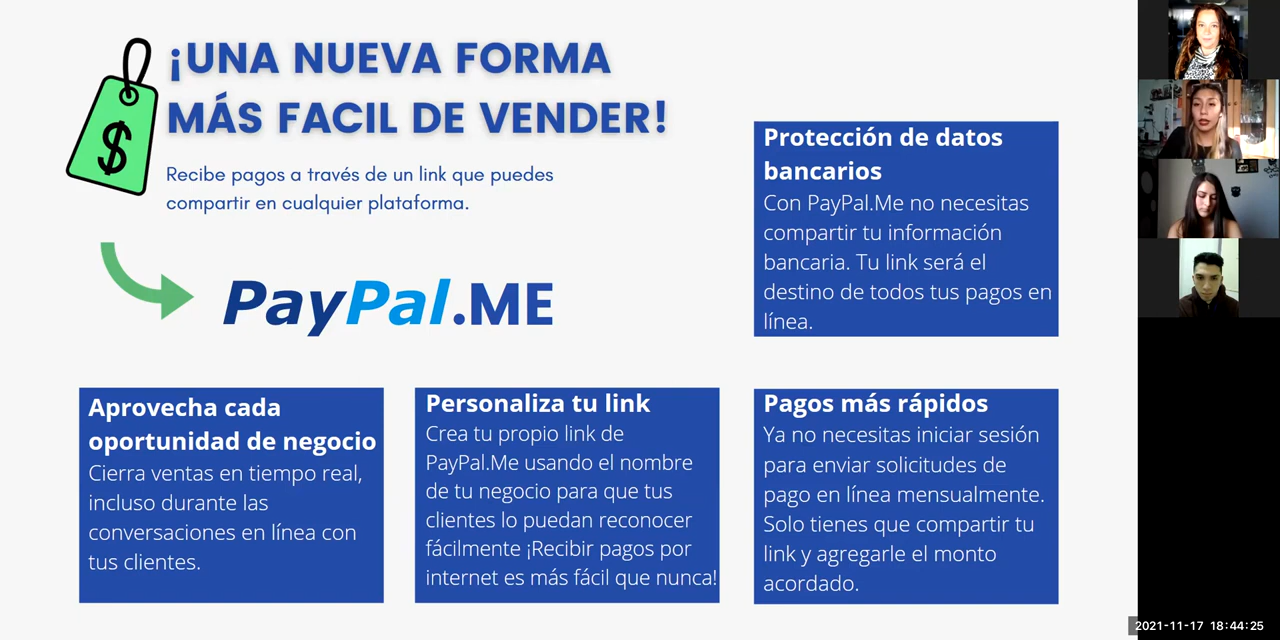 ¡UNA NUEVA FORMA
MÁS FACIL DE VENDER!
Recibe pagos a través de un link que puedes
compartir en cualquier plataforma.
$
PayPal.ME
Protección de datos
bancarios
Con PayPal.Me no necesitas
compartir tu información
bancaria. Tu link será el
destino de todos tus pagos en
línea.
Aprovecha cada
oportunidad de negocio
Cierra ventas en tiempo real,
incluso durante las
conversaciones en línea con
tus clientes.
Personaliza tu link
Crea tu propio link de
PayPal.Me usando el nombre
de tu negocio para que tus
clientes lo puedan reconocer
fácilmente ¡Recibir pagos por
internet es más fácil que nunca!
Pagos más rápidos
Ya no necesitas iniciar sesión
para enviar solicitudes de
pago en línea mensualmente.
Solo tienes que compartir tu
link y agregarle el monto
acordado.
2021-11-17 18:44:25